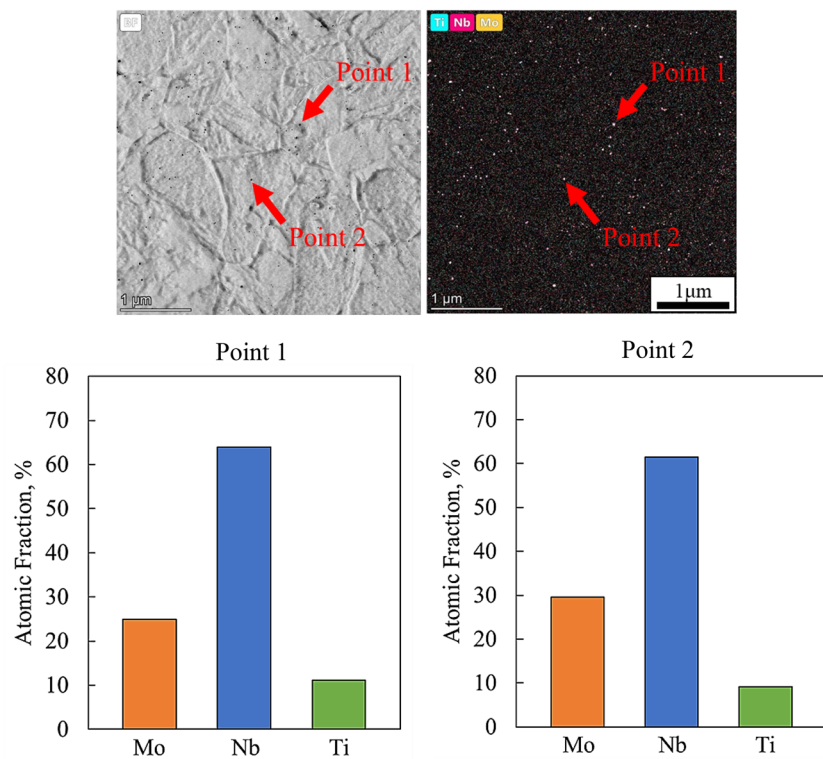 BF
Ti Nb Mo
Point 1
Point 1
Point 2
Point 2
1 μm
1 μm
1μm
Point 1
Point 2
80
70
60
50
40
30
20
10
0
Atomic Fraction, %
Mo Nb Ti
80
70
60
50
40
30
20
10
0
Atomic Fraction, %
Mo Nb Ti